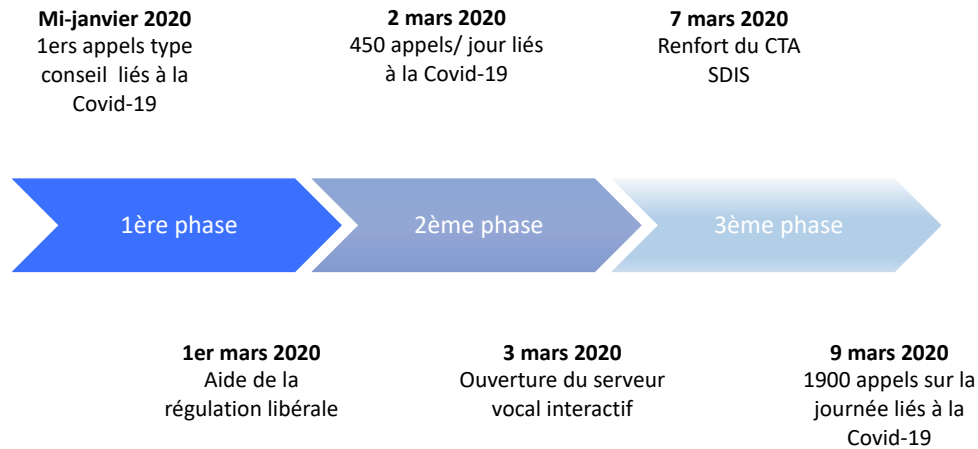 Mi-janvier 2020
1ers appels type
conseil liés à la
Covid-19
2 mars 2020
450 appels/ jour liés
à la Covid-19
7 mars 2020
Renfort du CTA
SDIS
1ère phase
2ème phase
3ème phase
1er mars 2020
Aide de la
régulation libérale
3 mars 2020
Ouverture du serveur
vocal interactif
9 mars 2020
1900 appels sur la
journée liés à la
Covid-19